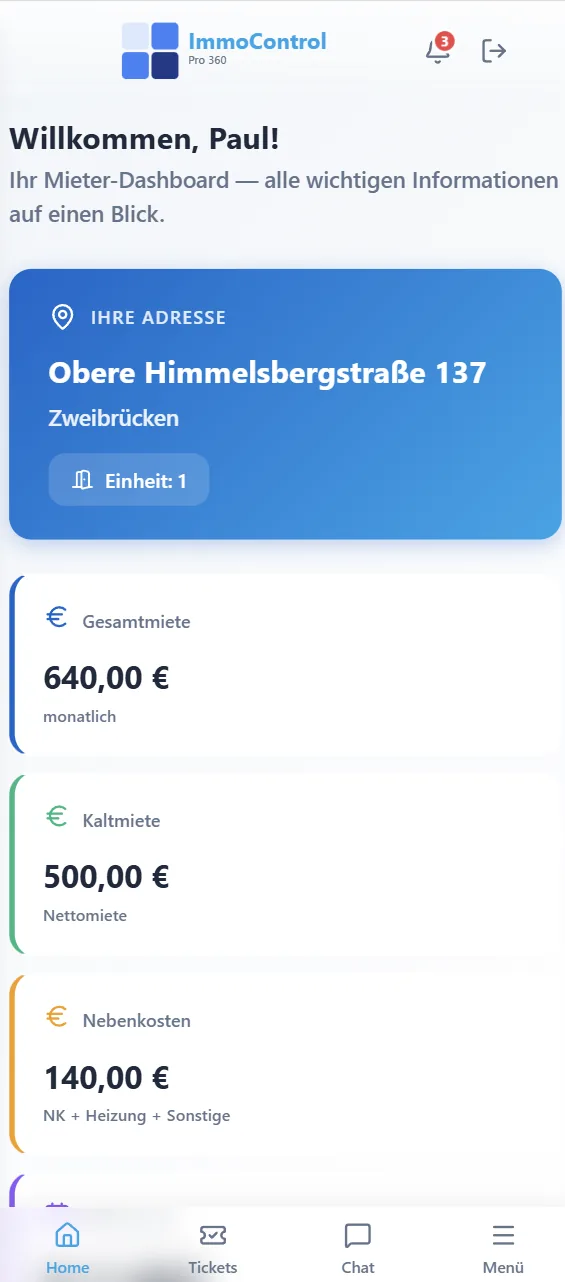 ImmoControl
Pro 360
3
Willkommen, Paul!
Ihr Mieter-Dashboard — alle wichtigen Informationen
auf einen Blick.
IHRE ADRESSE
Obere Himmelsbergstraße 137
Zweibrücken
Einheit: 1
€ Gesamtmiete
640,00 €
monatlich
€ Kaltmiete
500,00 €
Nettomiete
€ Nebenkosten
140,00 €
NK + Heizung + Sonstige
Home Tickets Chat Menü